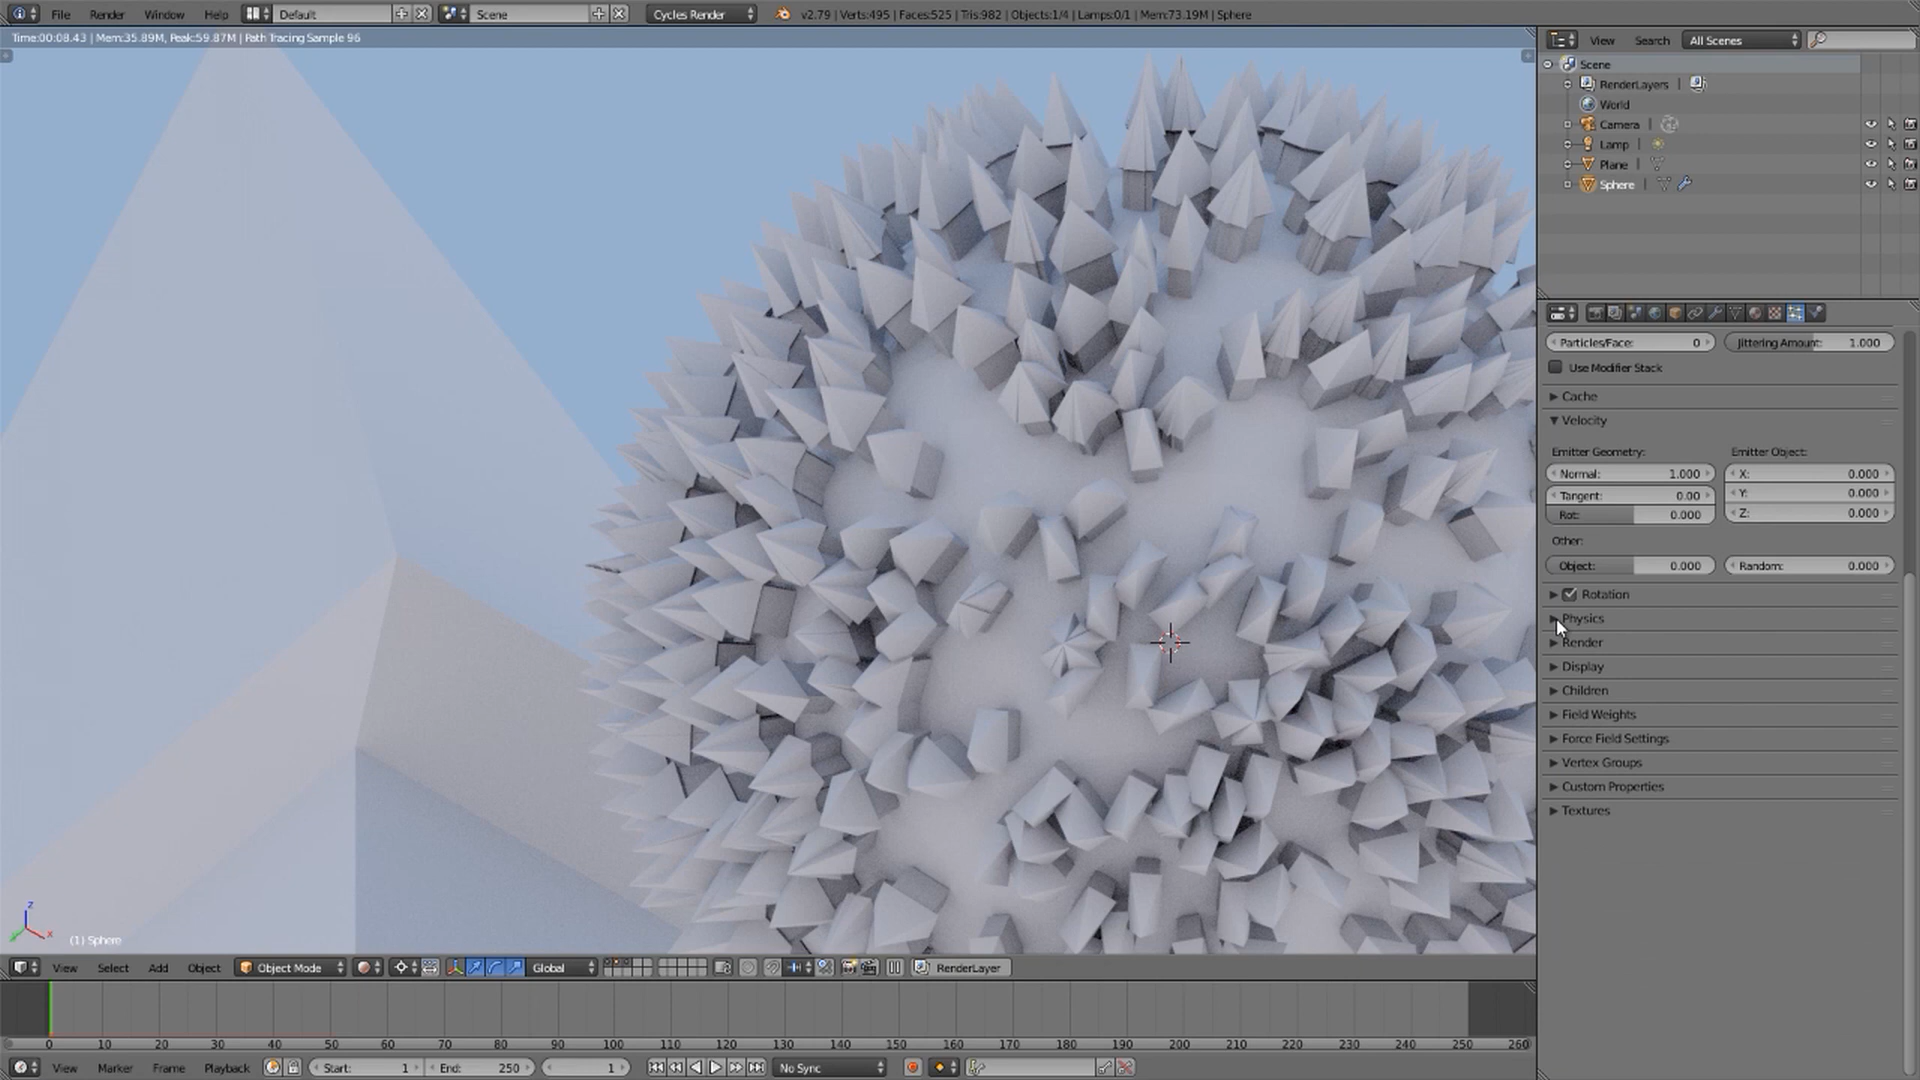 File Render Window Help Default Scene Cycles Render v2.79 | Verts:495 | Faces:525 | Tris:982 | Objects:1/4 | Lamps:0/1 | Mem:73.19M | Sphere
Time:00:08.43 | Mem:35.89M, Peak:59.87M | Path Tracing Sample 96
View Search All Scenes
Scene
RenderLayers |
World
Camera |
Lamp |
Plane |
Sphere |
Particles/Face: 0 Jittering Amount: 1.000
Use Modifier Stack
Cache
Velocity
Emitter Geometry: Emitter Object:
Normal: 1.000 X: 0.000
Tangent: 0.00 Y: 0.000
Rot: 0.000 Z: 0.000
Other:
Object: 0.000 Random: 0.000
Rotation
Physics
Render
Display
Children
Field Weights
Force Field Settings
Vertex Groups
Custom Properties
Textures
z
x
(1) Sphere
View Select Add Object Object Mode Global RenderLayer
0 10 20 30 40 50 60 70 80 90 100 110 120 130 140 150 160 170 180 190 200 210 220 230 240 250 260
View Marker Frame Playback Start: 1 End: 250 1 No Sync